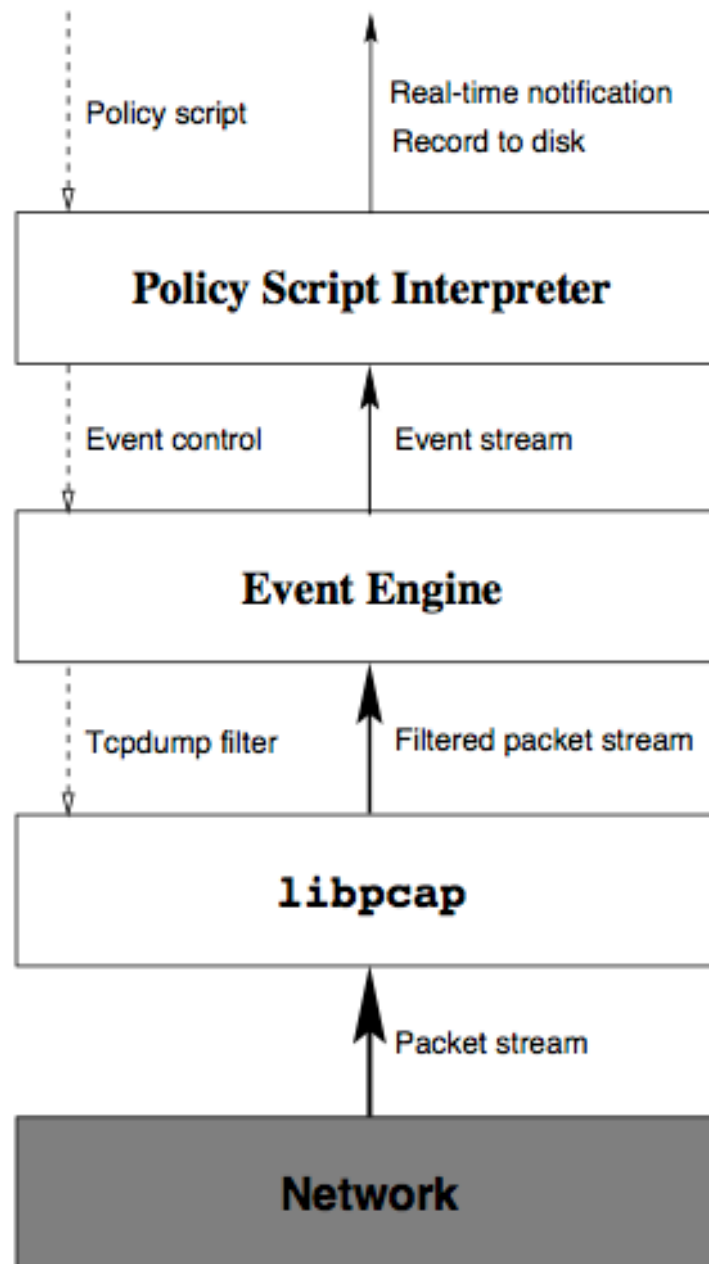 Policy script
Real-time notification
Record to disk
Policy Script Interpreter
Event control
Event stream
Event Engine
Tcpdump filter
Filtered packet stream
libpcap
Packet stream
Network